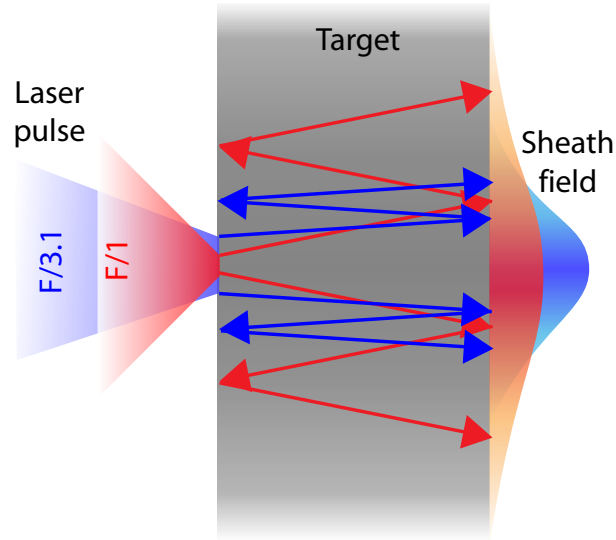 Target
Laser
pulse
Sheath
field
F/3.1
F/1